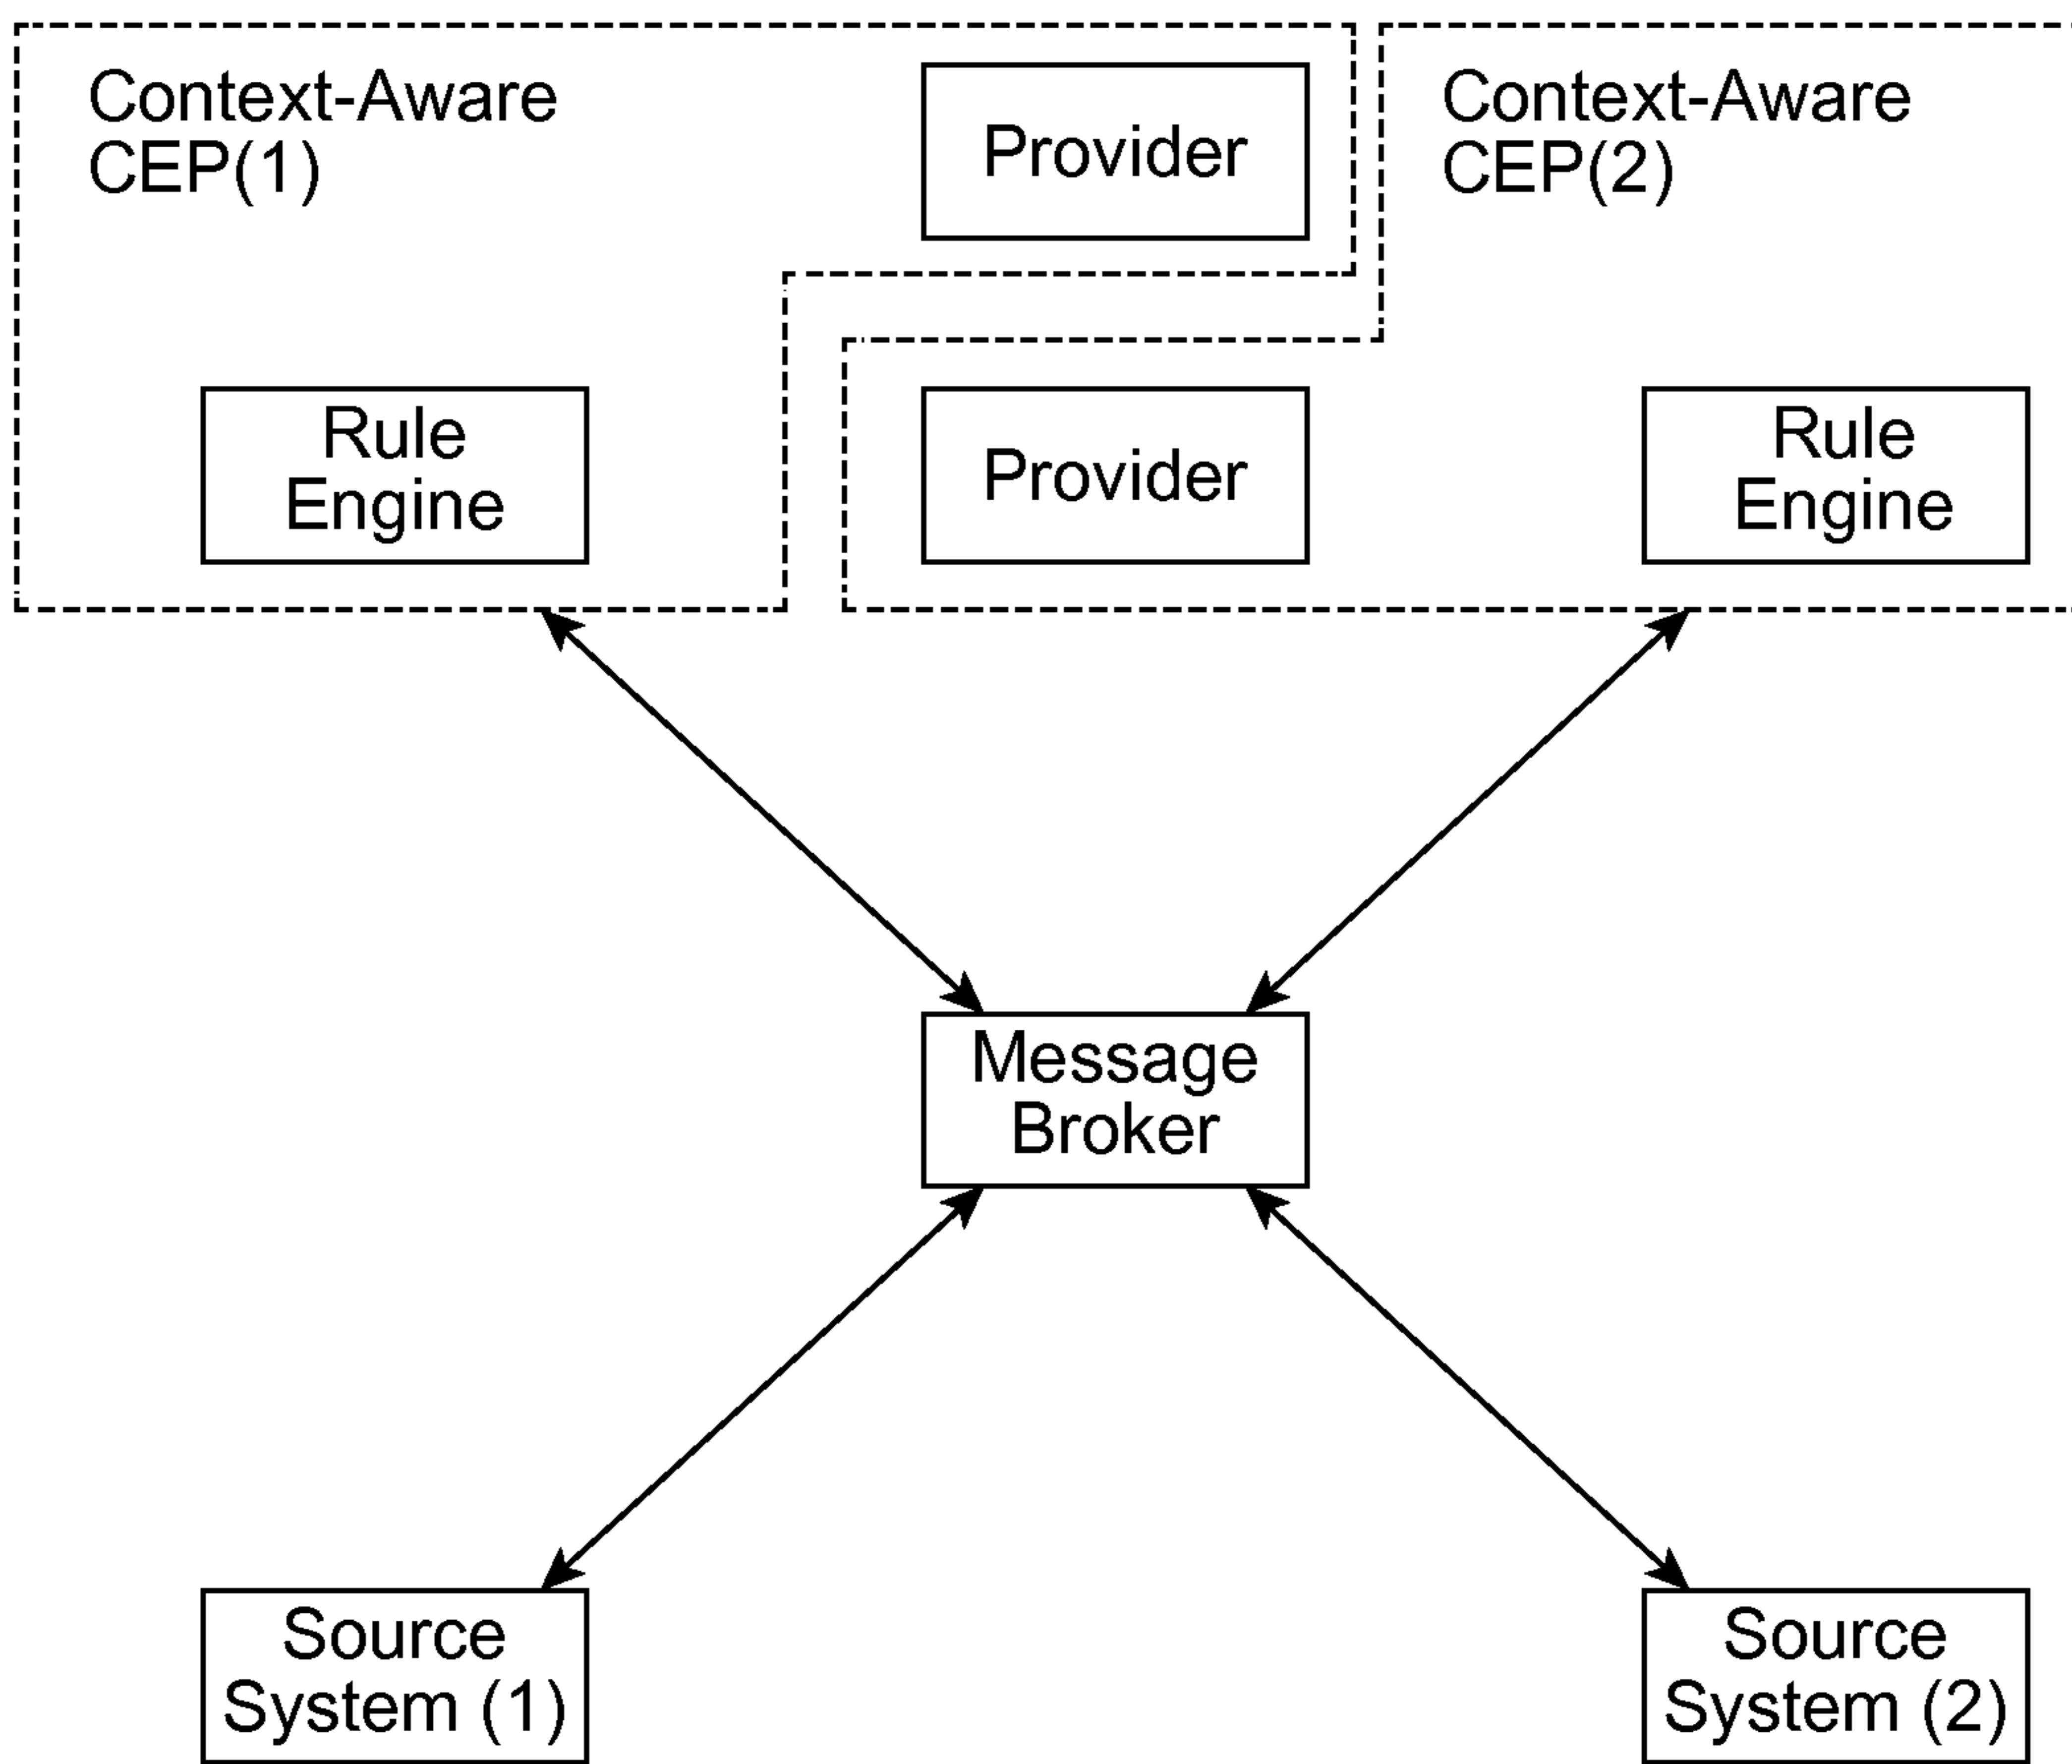 Context-Aware
CEP(1)
Provider
Context-Aware
CEP(2)
Rule
Engine
Provider
Rule
Engine
Message
Broker
Source
System (1)
Source
System (2)